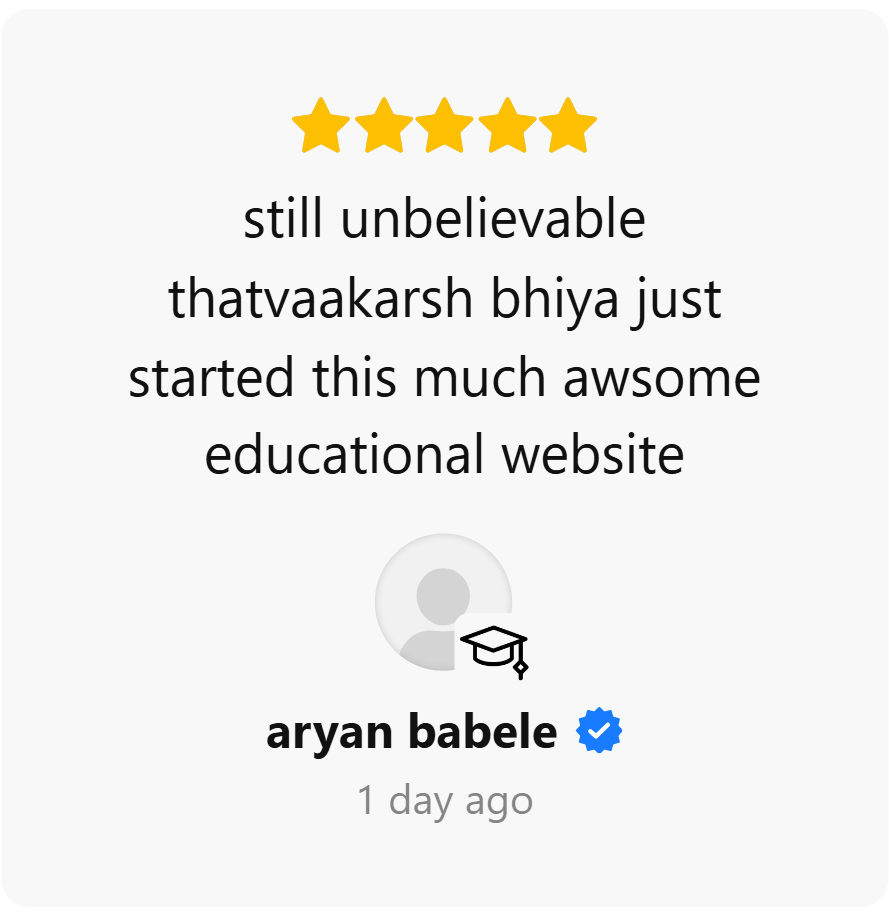 still unbelievable
thatvaakarsh bhiya just
started this much awsome
educational website
aryan babele
1 day ago